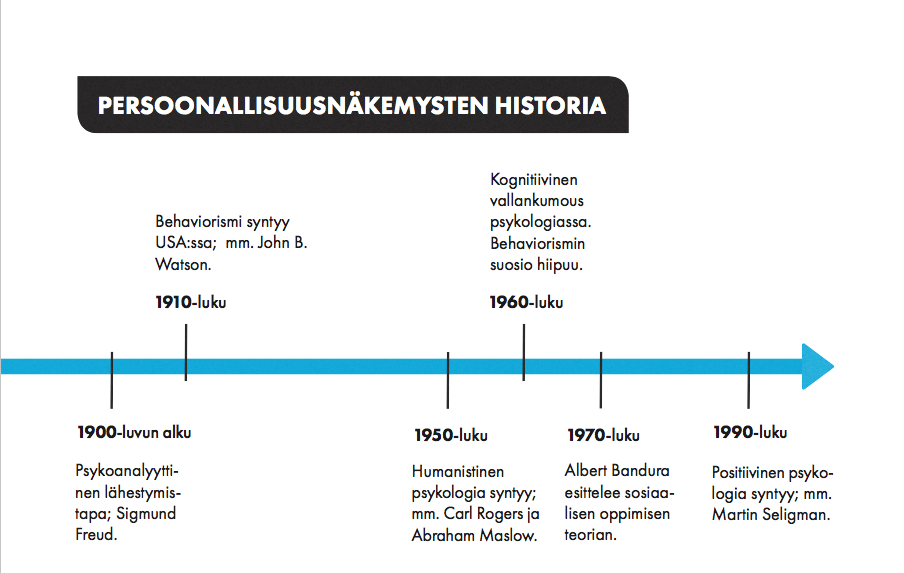 PERSOONALLISUUSNÄKEMYSTEN HISTORIA
Behaviorismi syntyy
USA:ssa; mm. John B.
Watson.
1910-luku
Kognitiivinen
vallankumous
psykologiassa.
Behaviorismin
suosio hiipuu.
1960-luku
1900-luvun alku
Psykoanalyytti-
nen lähestymis-
tapa; Sigmund
Freud.
1950-luku
Humanistinen
psykologia syntyy;
mm. Carl Rogers ja
Abraham Maslow.
1970-luku
Albert Bandura
esittelee sosiaa-
lisen oppimisen
teorian.
1990-luku
Positiivinen psyko-
logia syntyy; mm.
Martin Seligman.